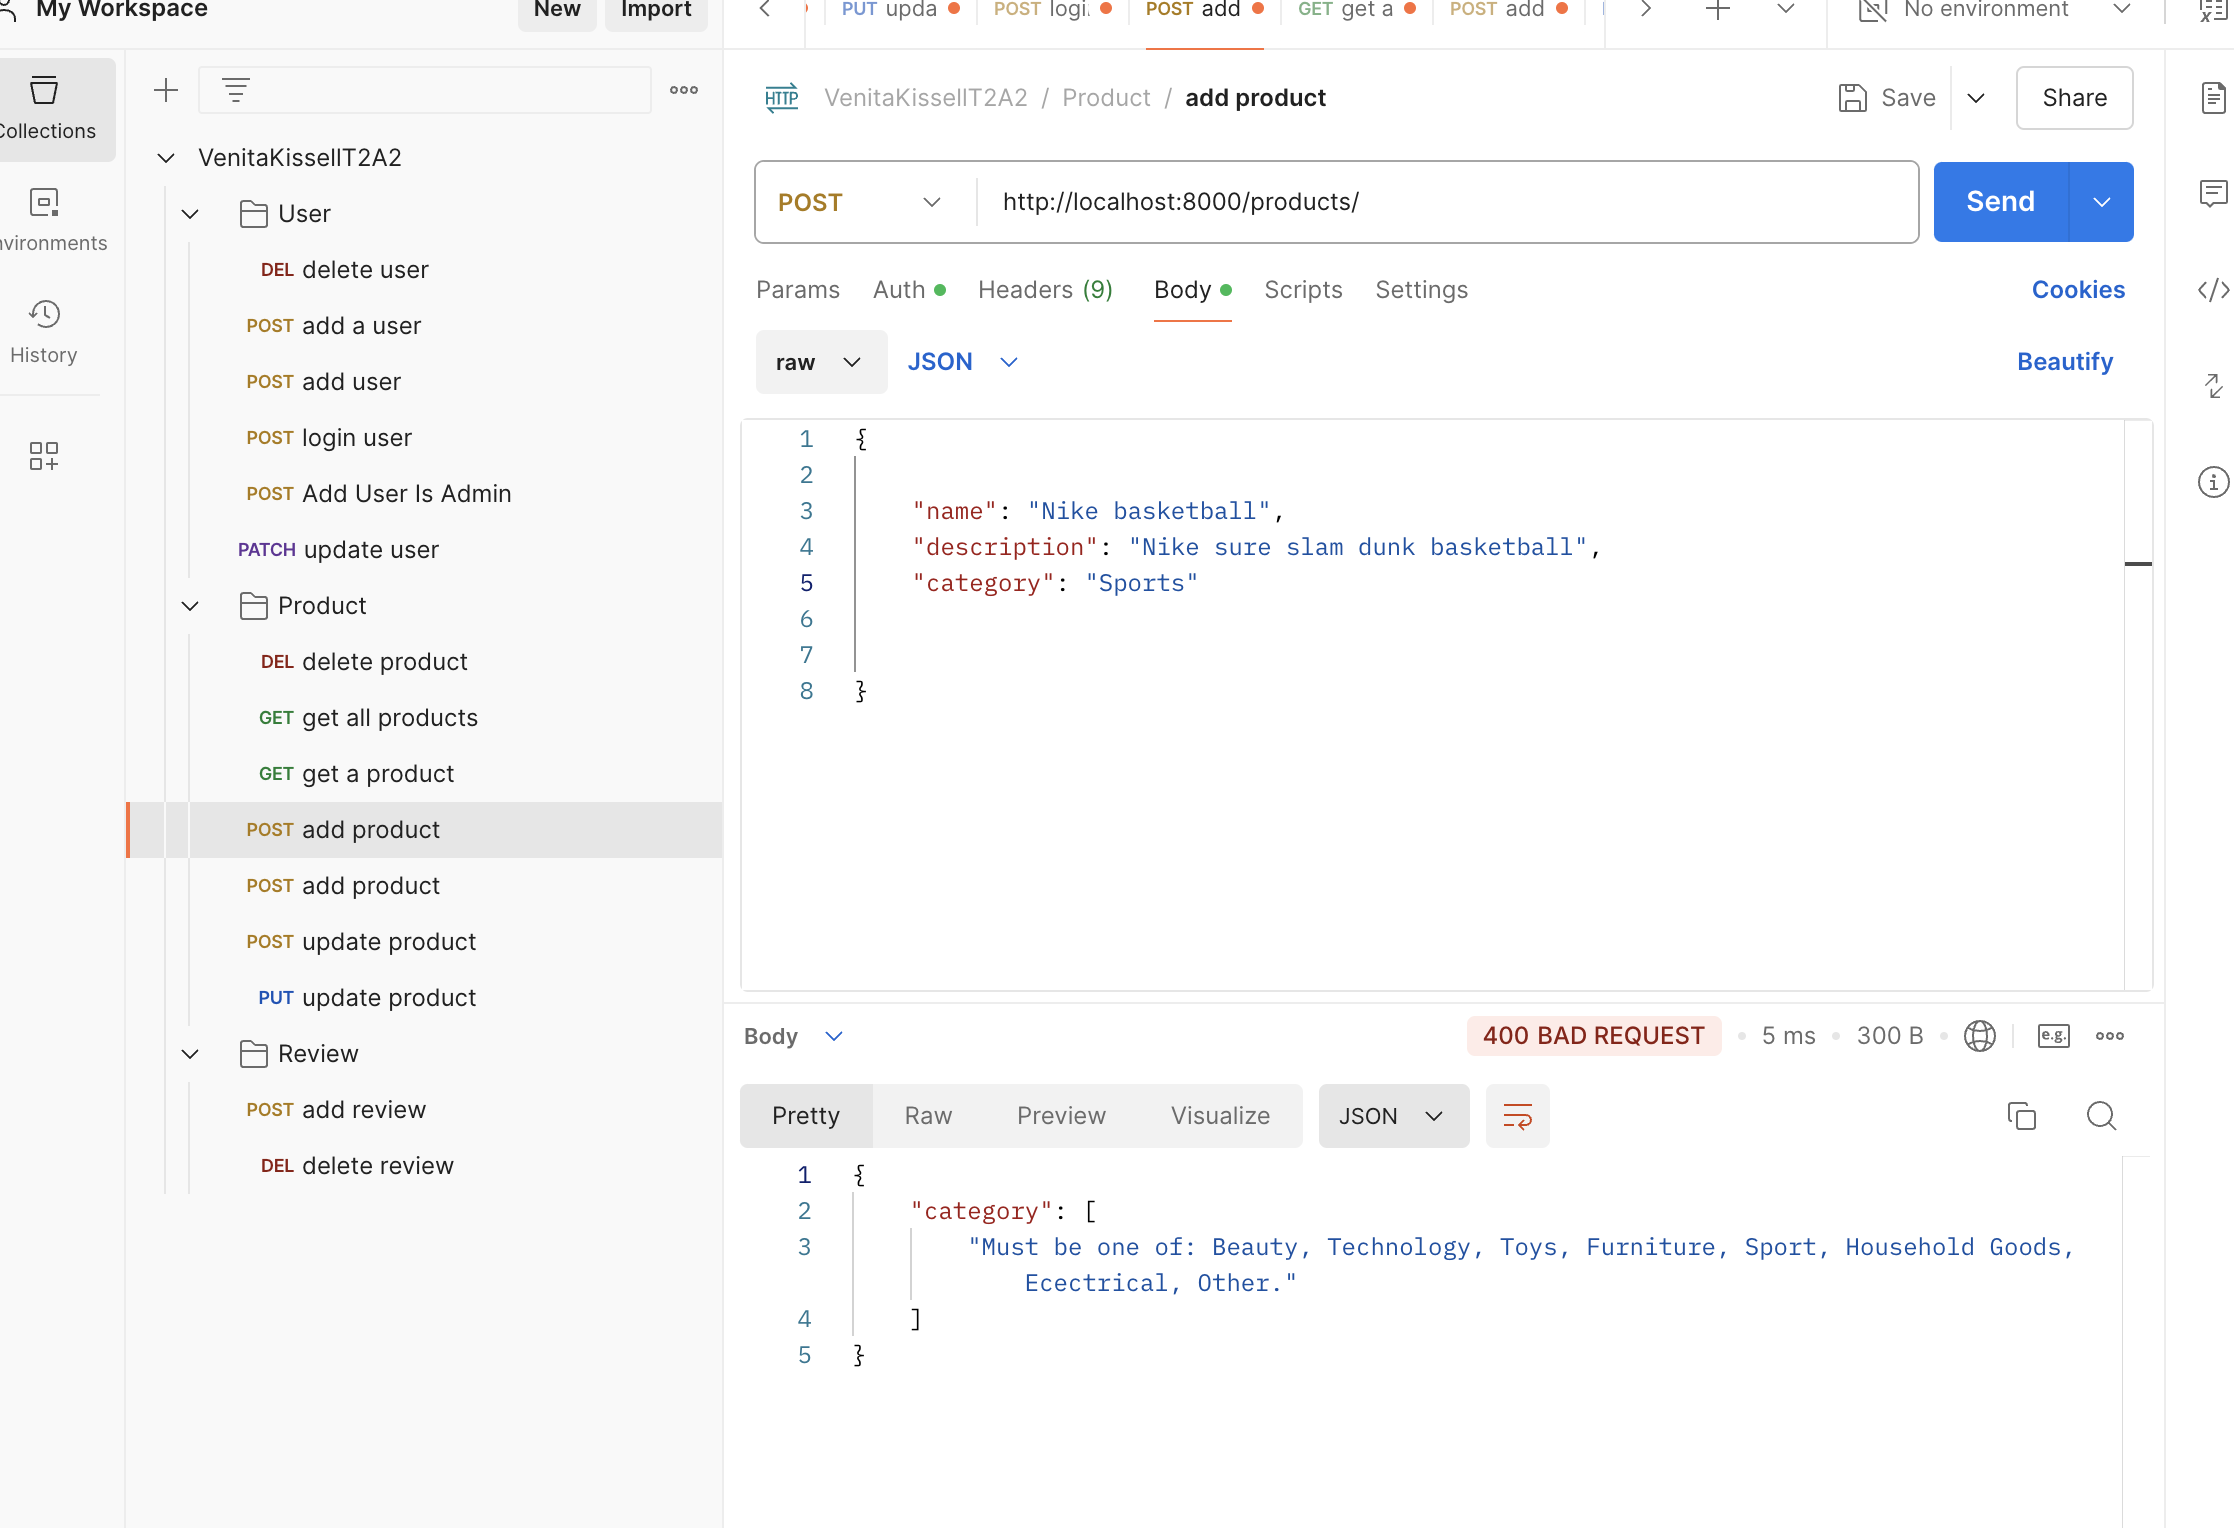 My Workspace
New
Import
PUT upda
POST logi
POST add
GET get a
POST add
No environment
Collections
nvironments
History
VenitaKissellT2A2
User
DEL delete user
POST add a user
POST add user
POST login user
POST Add User Is Admin
PATCH update user
Product
DEL delete product
GET get all products
GET get a product
POST add product
POST add product
POST update product
PUT update product
Review
POST add review
DEL delete review
HTTP VenitaKissellT2A2 / Product / add product
Save
Share
POST http://localhost:8000/products/
Send
Params Auth Headers (9) Body Scripts Settings
Cookies
raw JSON
Beautify
1 {
2
3 "name": "Nike basketball",
4 "description": "Nike sure slam dunk basketball",
5 "category": "Sports"
6
7
8 }
Body
400 BAD REQUEST • 5 ms • 300 B
e.g.
Pretty Raw Preview Visualize JSON
1 {
2 "category": [
3 "Must be one of: Beauty, Technology, Toys, Furniture, Sport, Household Goods,
Ecectrical, Other."
4 ]
5 }